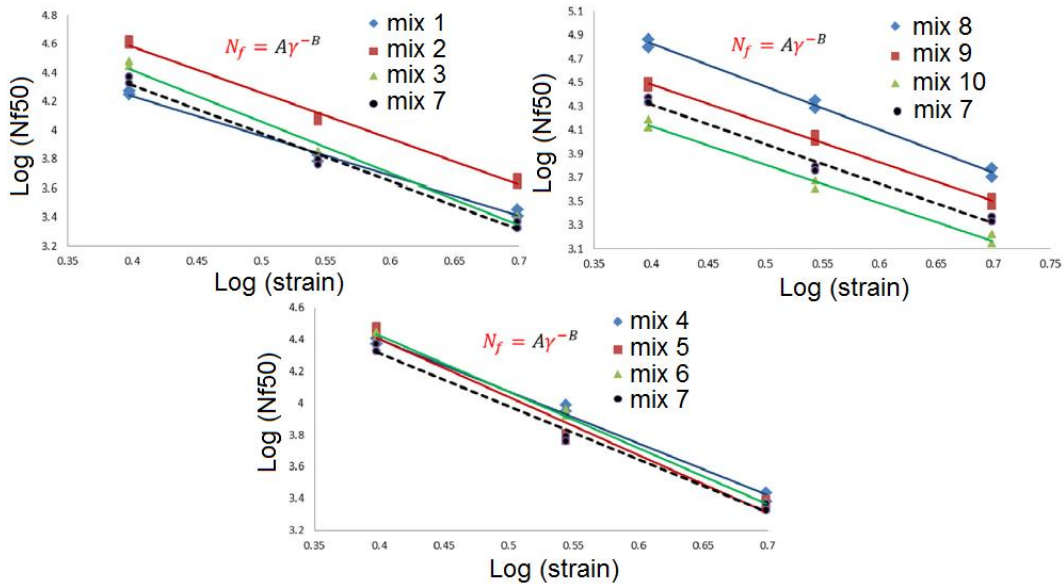 4.8
4.6
4.4
4.2
4
3.8
3.6
3.4
3.2
Log (Nf50)
N_f = Aγ^{-B}
mix 1
mix 2
mix 3
mix 7
0.35 0.4 0.45 0.5 0.55 0.6 0.65 0.7
Log (strain)
5.1
4.9
4.7
4.5
4.3
4.1
3.9
3.7
3.5
3.3
3.1
Log (Nf50)
N_f = Aγ^{-B}
mix 8
mix 9
mix 10
mix 7
0.35 0.4 0.45 0.5 0.55 0.6 0.65 0.7 0.75
Log (strain)
4.6
4.4
4.2
4
3.8
3.6
3.4
3.2
Log (Nf50)
N_f = Aγ^{-B}
mix 4
mix 5
mix 6
mix 7
0.35 0.4 0.45 0.5 0.55 0.6 0.65 0.7
Log (strain)